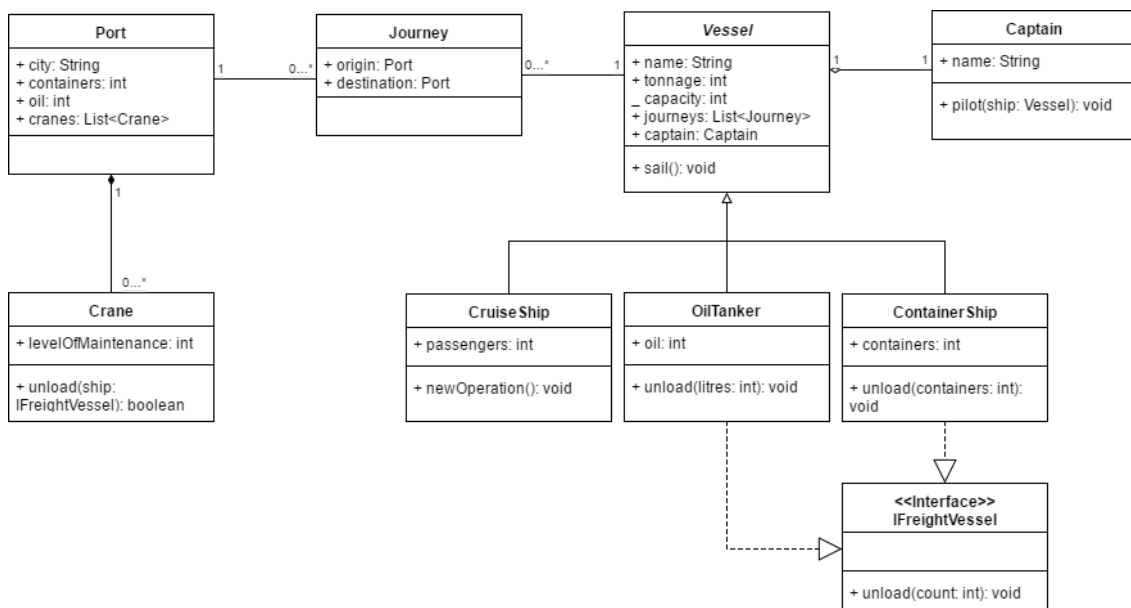 Port
+ city: String
+ containers: int
+ oil: int
+ cranes: List<Crane>
1
0...*
Journey
+ origin: Port
+ destination: Port
0...*
1
Vessel
+ name: String
+ tonnage: int
_ capacity: int
+ journeys: List<Journey>
+ captain: Captain
+ sail(): void
1
1
Captain
+ name: String
+ pilot(ship: Vessel): void
1
0...*
Crane
+ levelOfMaintenance: int
+ unload(ship:
IFreightVessel): boolean
CruiseShip
+ passengers: int
+ newOperation(): void
OilTanker
+ oil: int
+ unload(litres: int): void
ContainerShip
+ containers: int
+ unload(containers: int):
void
<<Interface>>
IFreightVessel
+ unload(count: int): void